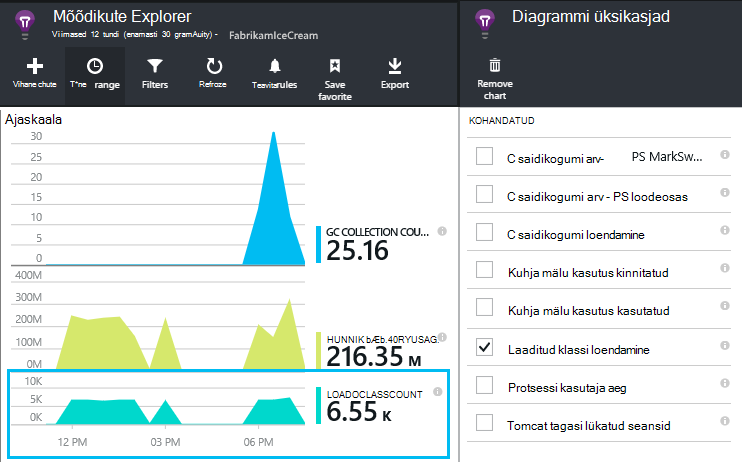 Mõõdikute Explorer
Viimased 12 tundi (enamasti 30 gramAuity) - FabrikamIceCream
Vihane chute
T*ne range
Filters
Refroze
Teavitarules
Save favorite
Export
Ajaskaala
30
25
20
15
10
5
0
GC COLLECTION COU...
25.16
400M
300M
200M
100M
0M
HUNNIK bÆb.40RYUSAG.
216.35 M
10K
5K
0K
LOADOCLASSCOUNT
6.55 K
12 PM 03 PM 06 PM
Diagrammi üksikasjad
Remove chart
KOHANDATUD
C saidikogumi arv- PS MarkSw...
C saidikogumi arv - PS loodeosas
C saidikogumi loendamine
Kuhja mälu kasutus kinnitatud
Kuhja mälu kasutus kasutatud
Laaditud klassi loendamine
Protsessi kasutaja aeg
Tomcat tagasi lükatud seansid